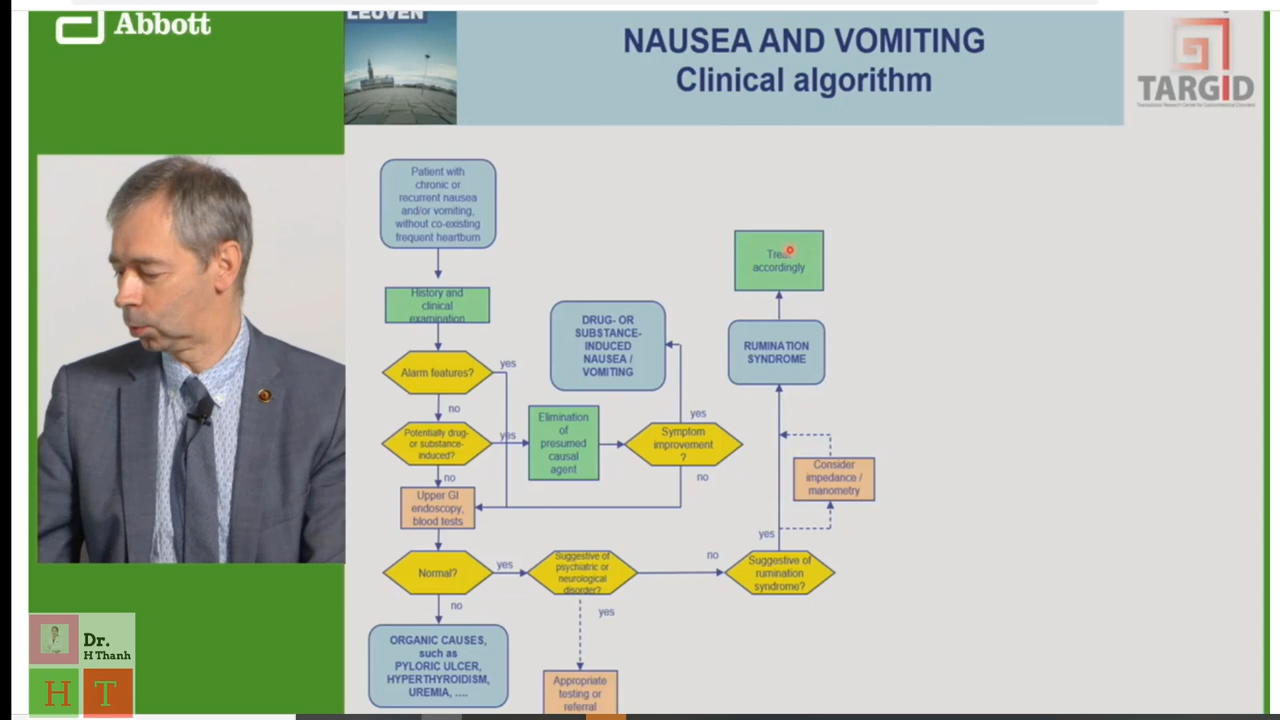 Abbott
LEUVEN
NAUSEA AND VOMITING
Clinical algorithm
TARGID
Patient with
chronic or
recurrent nausea
and/or vomiting,
without co-existing
frequent heartburn
History and
clinical
examination
Alarm features?
yes
no
Potentially drug-
or substance-
induced?
yes
no
Elimination
of
presumed
causal
agent
Symptom
improvement
?
yes
no
DRUG- OR
SUBSTANCE-
INDUCED
NAUSEA /
VOMITING
Upper GI
endoscopy,
blood tests
Normal?
yes
no
ORGANIC CAUSES,
such as
PYLORIC ULCER,
HYPERTHYROIDISM,
UREMIA, ....
Suggestive of
psychiatric or
neurological
disorder?
no
yes
Appropriate
testing or
referral
Suggestive of
rumination
syndrome?
yes
Consider
impedance /
manometry
RUMINATION
SYNDROME
Treat
accordingly
Dr.
H Thanh
H T